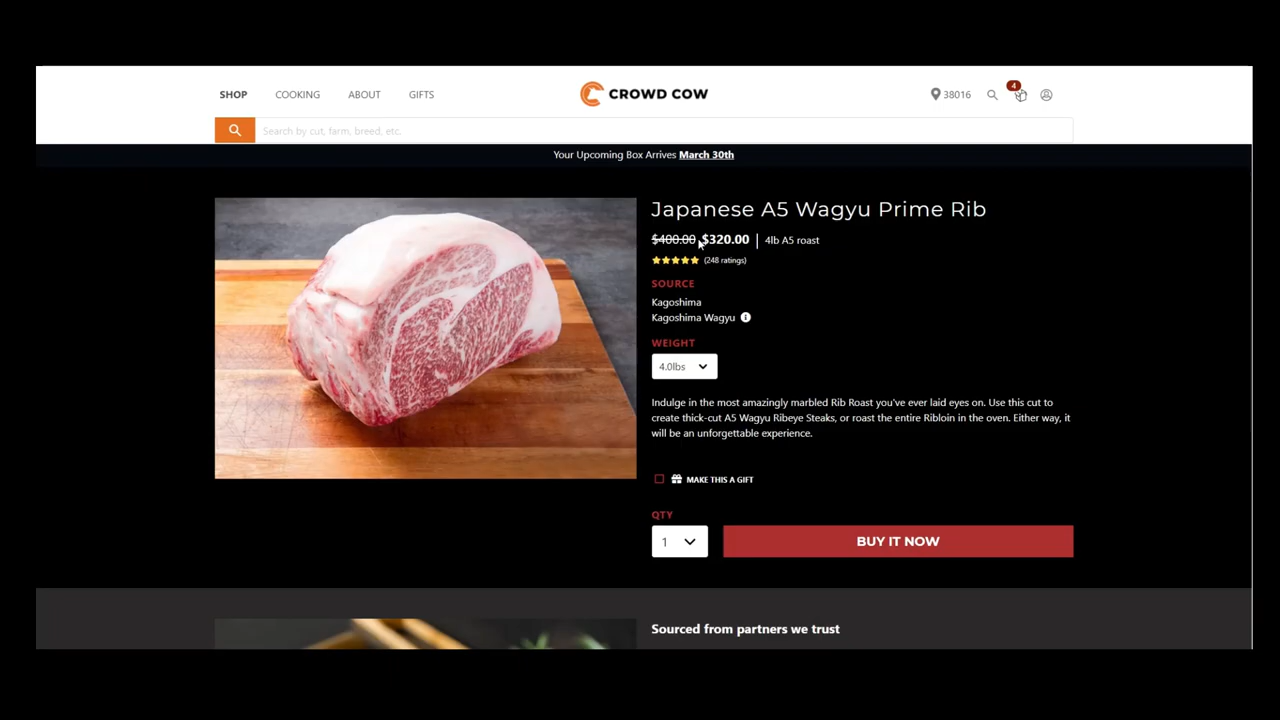 SHOP COOKING ABOUT GIFTS CROWD COW 38016 4
Search by cut, farm, breed, etc.
Your Upcoming Box Arrives March 30th
Japanese A5 Wagyu Prime Rib
$400.00 $320.00 | 4lb A5 roast
(248 ratings)
SOURCE
Kagoshima
Kagoshima Wagyu
WEIGHT
4.0lbs
Indulge in the most amazingly marbled Rib Roast you've ever laid eyes on. Use this cut to
create thick-cut A5 Wagyu Ribeye Steaks, or roast the entire Ribloin in the oven. Either way, it
will be an unforgettable experience.
MAKE THIS A GIFT
QTY
1 BUY IT NOW
Sourced from partners we trust